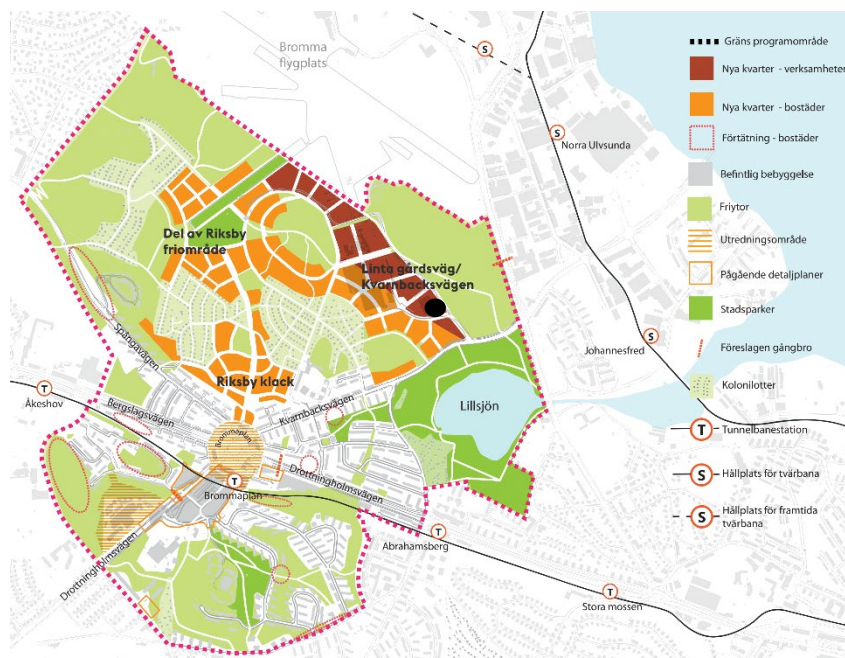 Bromma
flygplats
Norra Ulvsunda
Del av Riksby
friområde
Linta gårdsväg/
Kvarnbacksvägen
Spångavägen
Johannesfred
Riksby klack
Lillsjön
Åkeshov
Bergslagsvägen
Kvarnbacksvägen
Brommaplan
Drottningholmsvägen
Brommaplan
Abrahamsberg
Drottningholmsvägen
Stora mossen
T
T
T
T
S
S
S
Gräns programområde
Nya kvarter - verksamheter
Nya kvarter - bostäder
Förtätning - bostäder
Befintlig bebyggelse
Friytor
Utredningsområde
Pågående detaljplaner
Stadsparker
Föreslagen gångbro
Kolonilotter
T Tunnelbanestation
S Hållplats för tvärbana
S Hållplats för framtida
tvärbana